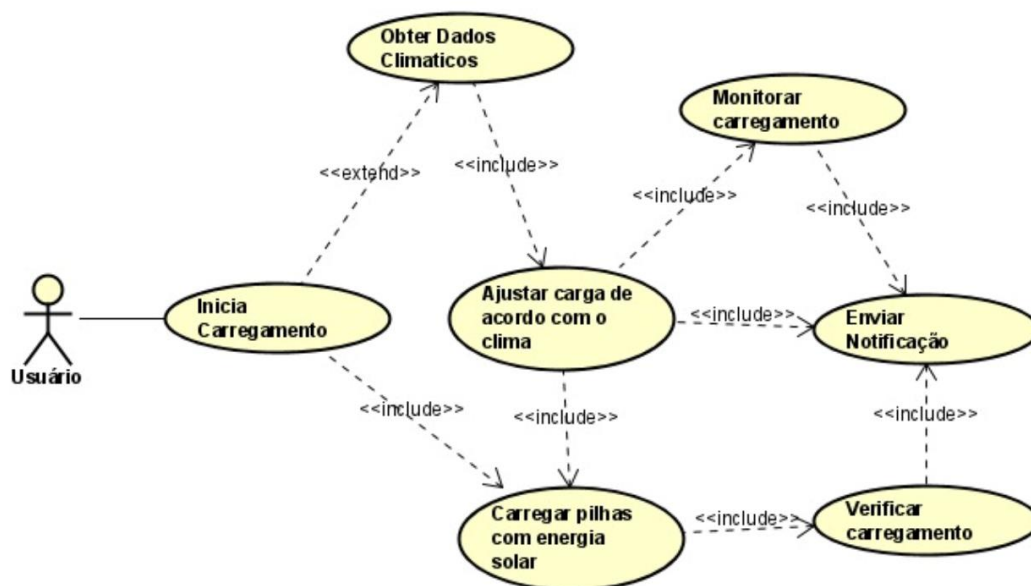 Obter Dados
Climaticos
Monitorar
carregamento
<<extend>>
<<include>>
<<include>>
<<include>>
Usuário
Inicia
Carregamento
Ajustar carga de
acordo com o
clima
<<include>>
Enviar
Notificação
<<include>>
<<include>>
<<include>>
Carregar pilhas
com energia
solar
<<include>>
Verificar
carregamento